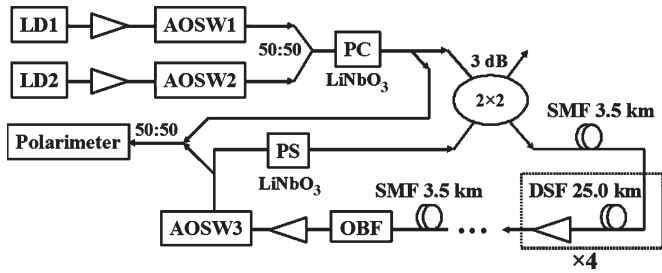 LD1
AOSW1
50:50
PC
LiNbO3
3 dB
2×2
LD2
AOSW2
SMF 3.5 km
Polarimeter
50:50
PS
LiNbO3
SMF 3.5 km
DSF 25.0 km
AOSW3
OBF
...
×4